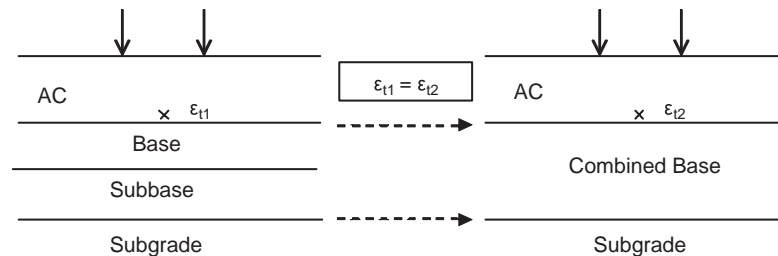 εt1 = εt2
AC
AC
εt1
εt2
Base
Combined Base
Subbase
Subgrade
Subgrade